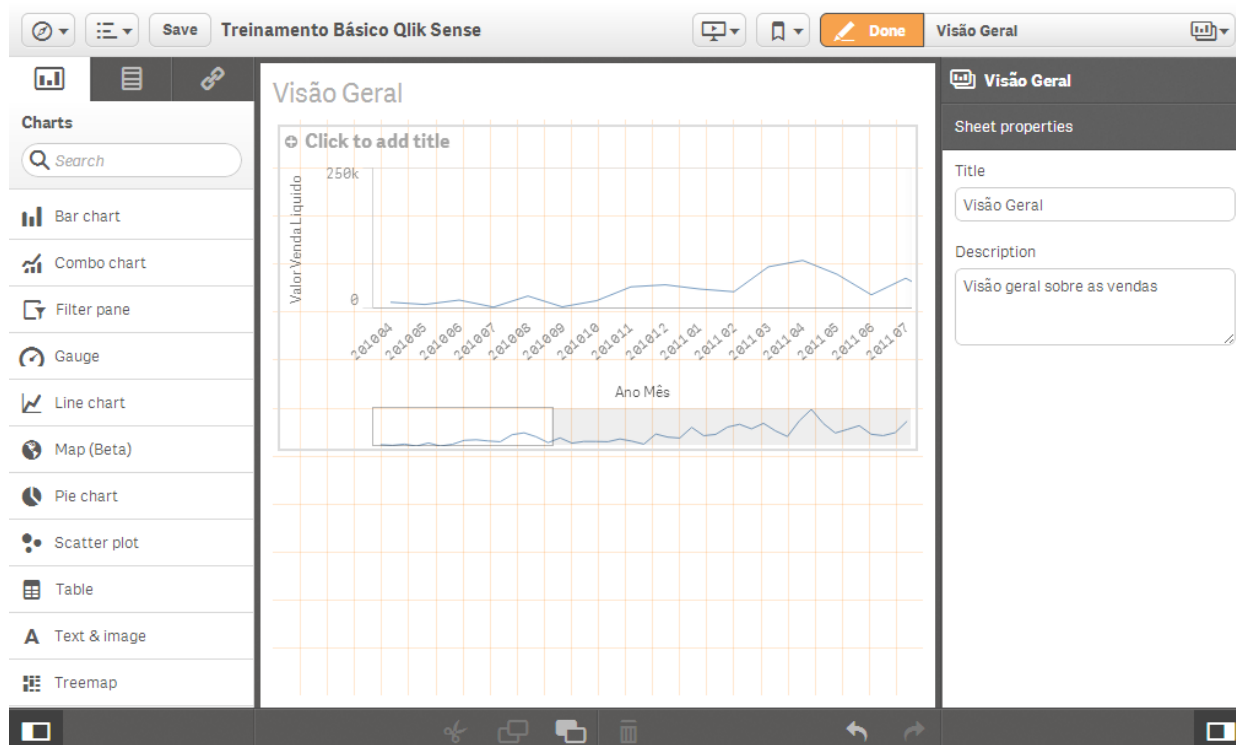 Save
Treinamento Básico Qlik Sense
Done
Visão Geral
Charts
Search
Bar chart
Combo chart
Filter pane
Gauge
Line chart
Map (Beta)
Pie chart
Scatter plot
Table
A Text & image
Treemap
Visão Geral
Click to add title
Valor Venda Liquido
250k
0
201004 201005 201006 201007 201008 201009 201010 201011 201012 201101 201102 201103 201104 201105 201106 201107
Ano Mês
Visão Geral
Sheet properties
Title
Visão Geral
Description
Visão geral sobre as vendas